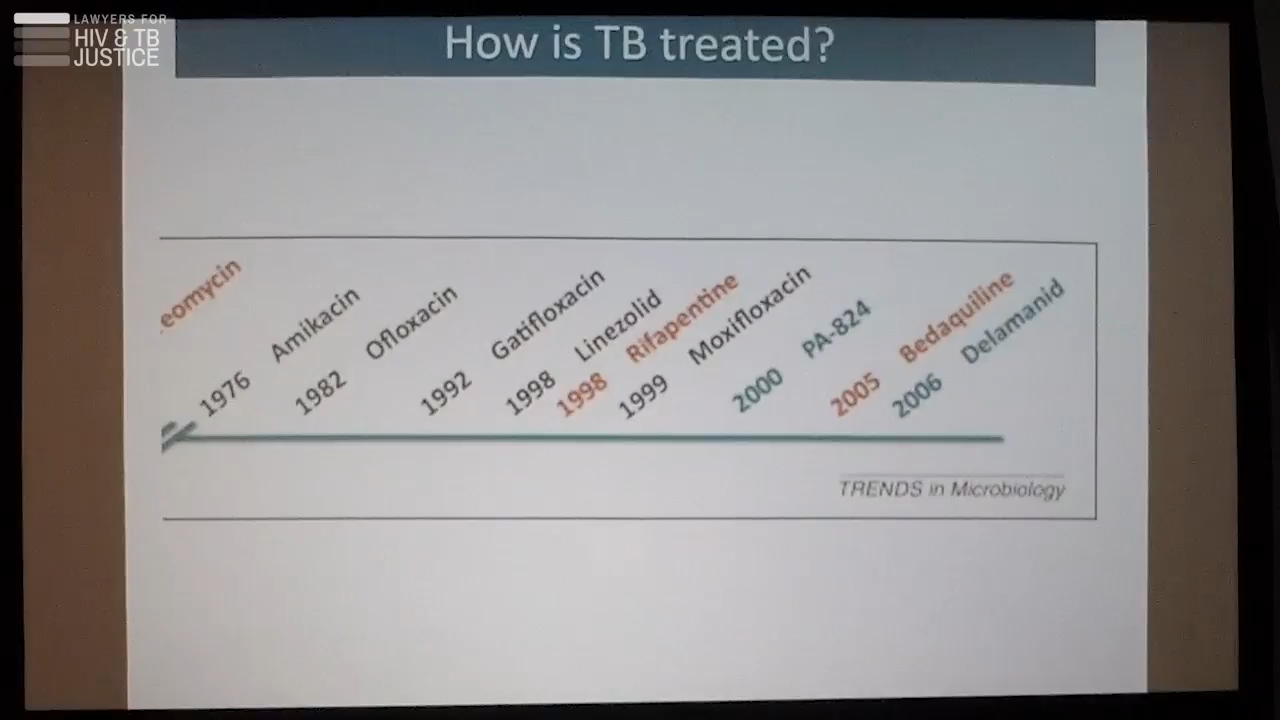 LAWYERS FOR
HIV & TB
JUSTICE
How is TB treated?
eomycin
1976 Amikacin
1982 Ofloxacin
1992 Gatifloxacin
1998 Linezolid
1998 Rifapentine
1999 Moxifloxacin
2000 PA-824
2005 Bedaquiline
2006 Delamanid
TRENDS in Microbiology